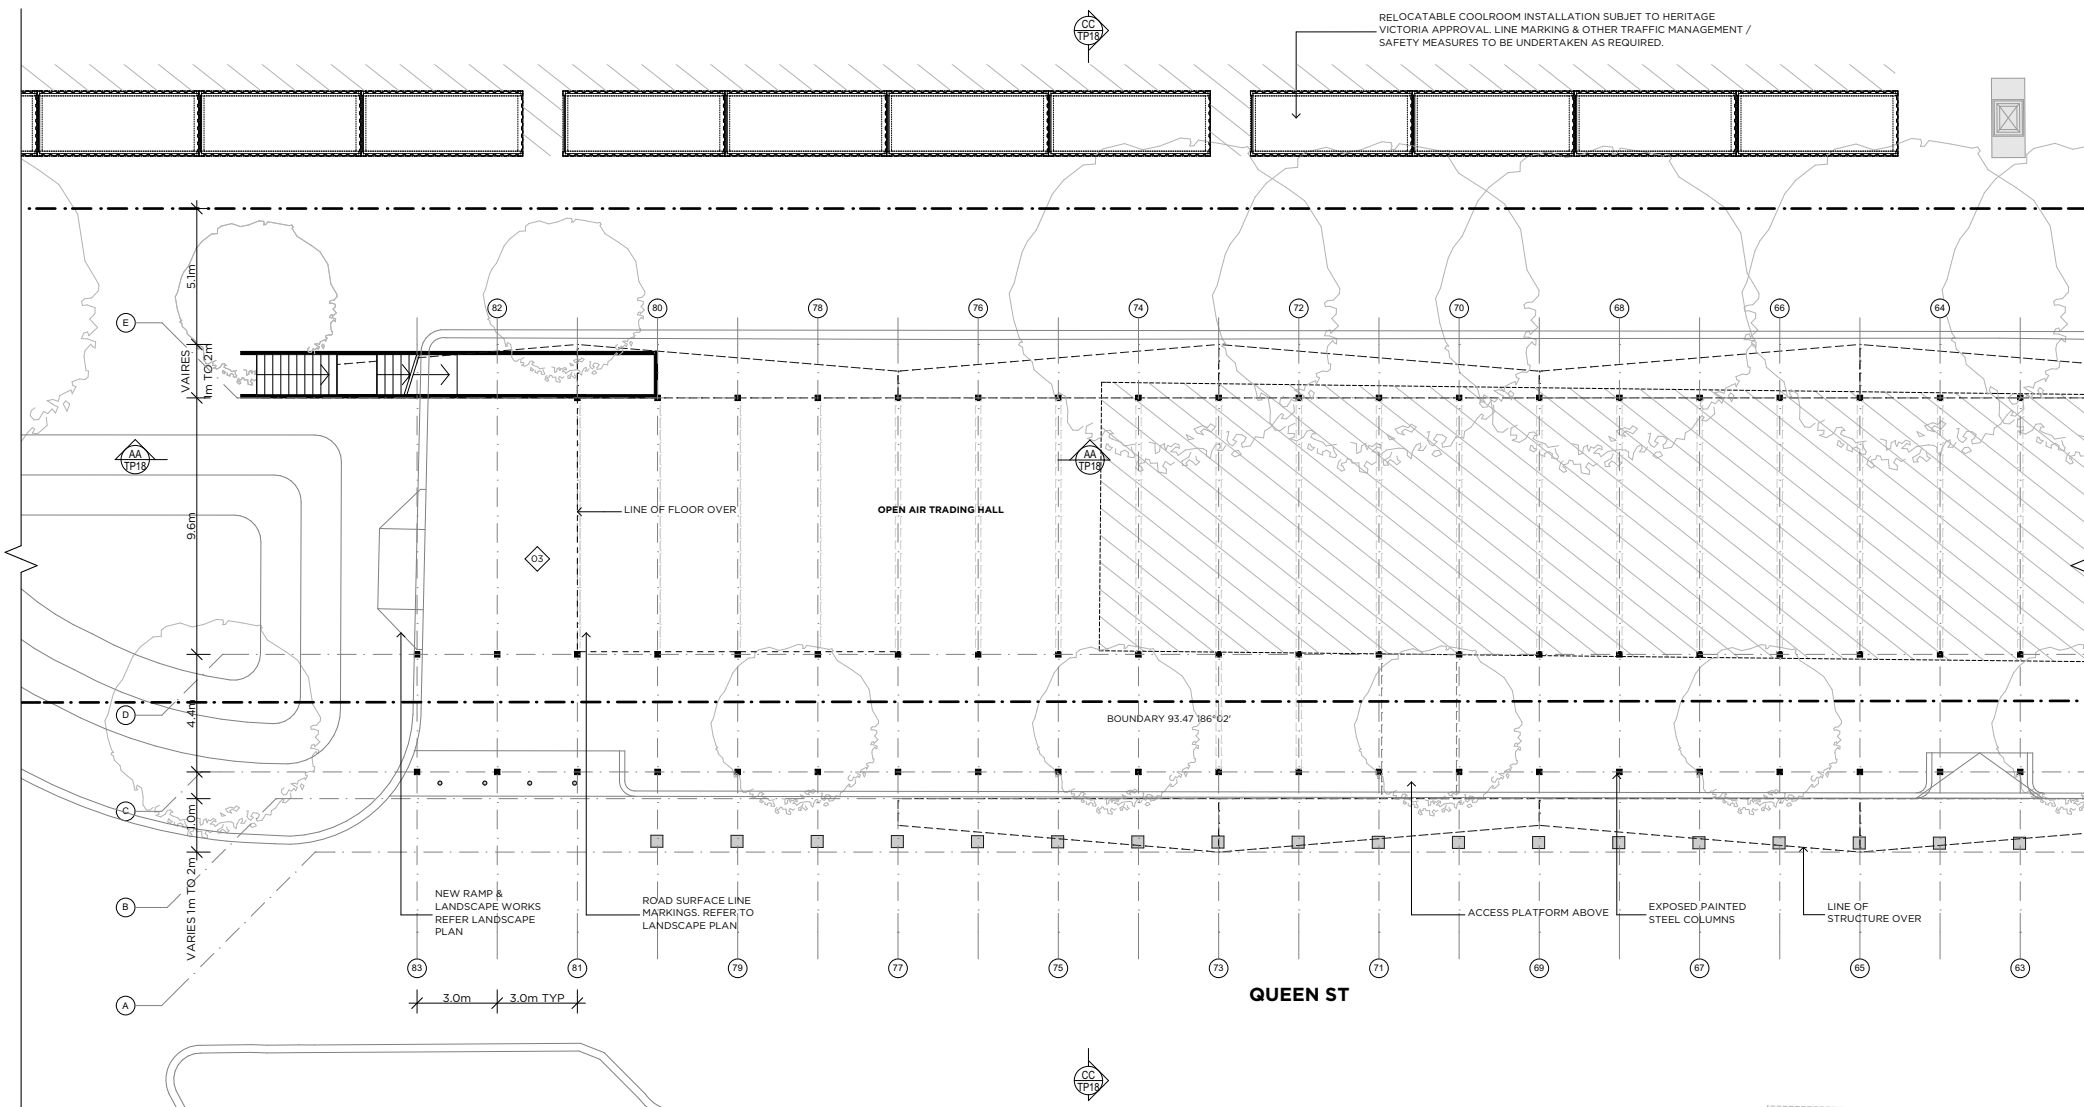 CC
TP18
RELOCATABLE COOLROOM INSTALLATION SUBJET TO HERITAGE
VICTORIA APPROVAL. LINE MARKING & OTHER TRAFFIC MANAGEMENT /
SAFETY MEASURES TO BE UNDERTAKEN AS REQUIRED.
5.1m
82
80
78
76
74
72
70
68
66
64
E
VAIRES
1m TO 2m
AA
TP18
AA
TP18
9.6m
LINE OF FLOOR OVER
OPEN AIR TRADING HALL
03
D
4.4m
BOUNDARY 93.47 186°02'
C
1.0m
B
VARIES 1m TO 2m
NEW RAMP &
LANDSCAPE WORKS
REFER LANDSCAPE
PLAN
ROAD SURFACE LINE
MARKINGS. REFER TO
LANDSCAPE PLAN
ACCESS PLATFORM ABOVE
EXPOSED PAINTED
STEEL COLUMNS
LINE OF
STRUCTURE OVER
83
81
79
77
75
73
71
69
67
65
63
A
3.0m
3.0m TYP
QUEEN ST
CC
TP18